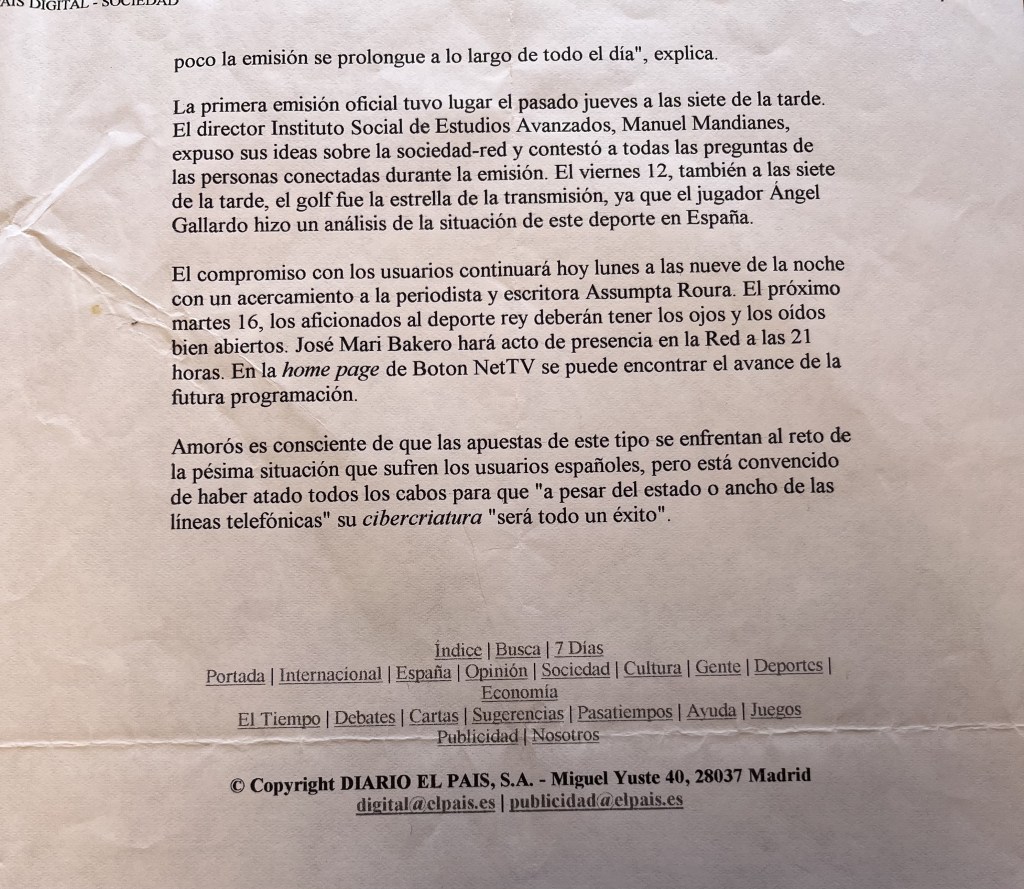 PAIS DIGITAL - SOCIEDAD
poco la emisión se prolongue a lo largo de todo el día", explica.
La primera emisión oficial tuvo lugar el pasado jueves a las siete de la tarde.
El director Instituto Social de Estudios Avanzados, Manuel Mandianes,
expuso sus ideas sobre la sociedad-red y contestó a todas las preguntas de
las personas conectadas durante la emisión. El viernes 12, también a las siete
de la tarde, el golf fue la estrella de la transmisión, ya que el jugador Ángel
Gallardo hizo un análisis de la situación de este deporte en España.
El compromiso con los usuarios continuará hoy lunes a las nueve de la noche
con un acercamiento a la periodista y escritora Assumpta Roura. El próximo
martes 16, los aficionados al deporte rey deberán tener los ojos y los oídos
bien abiertos. José Mari Bakero hará acto de presencia en la Red a las 21
horas. En la home page de Boton NetTV se puede encontrar el avance de la
futura programación.
Amorós es consciente de que las apuestas de este tipo se enfrentan al reto de
la pésima situación que sufren los usuarios españoles, pero está convencido
de haber atado todos los cabos para que "a pesar del estado o ancho de las
líneas telefónicas" su cibercriatura "será todo un éxito".
Índice | Busca | 7 Días
Portada | Internacional | España | Opinión | Sociedad | Cultura | Gente | Deportes |
Economía
El Tiempo | Debates | Cartas | Sugerencias | Pasatiempos | Ayuda | Juegos
Publicidad | Nosotros
© Copyright DIARIO EL PAIS, S.A. - Miguel Yuste 40, 28037 Madrid
digital@elpais.es | publicidad@elpais.es